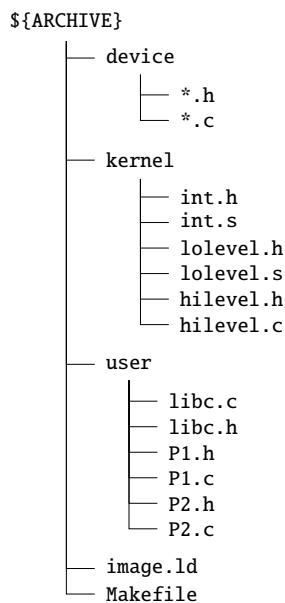 ${ARCHIVE}
device
*.h
*.c
kernel
int.h
int.s
lolevel.h
lolevel.s
hilevel.h
hilevel.c
user
libc.c
libc.h
P1.h
P1.c
P2.h
P2.c
image.ld
Makefile